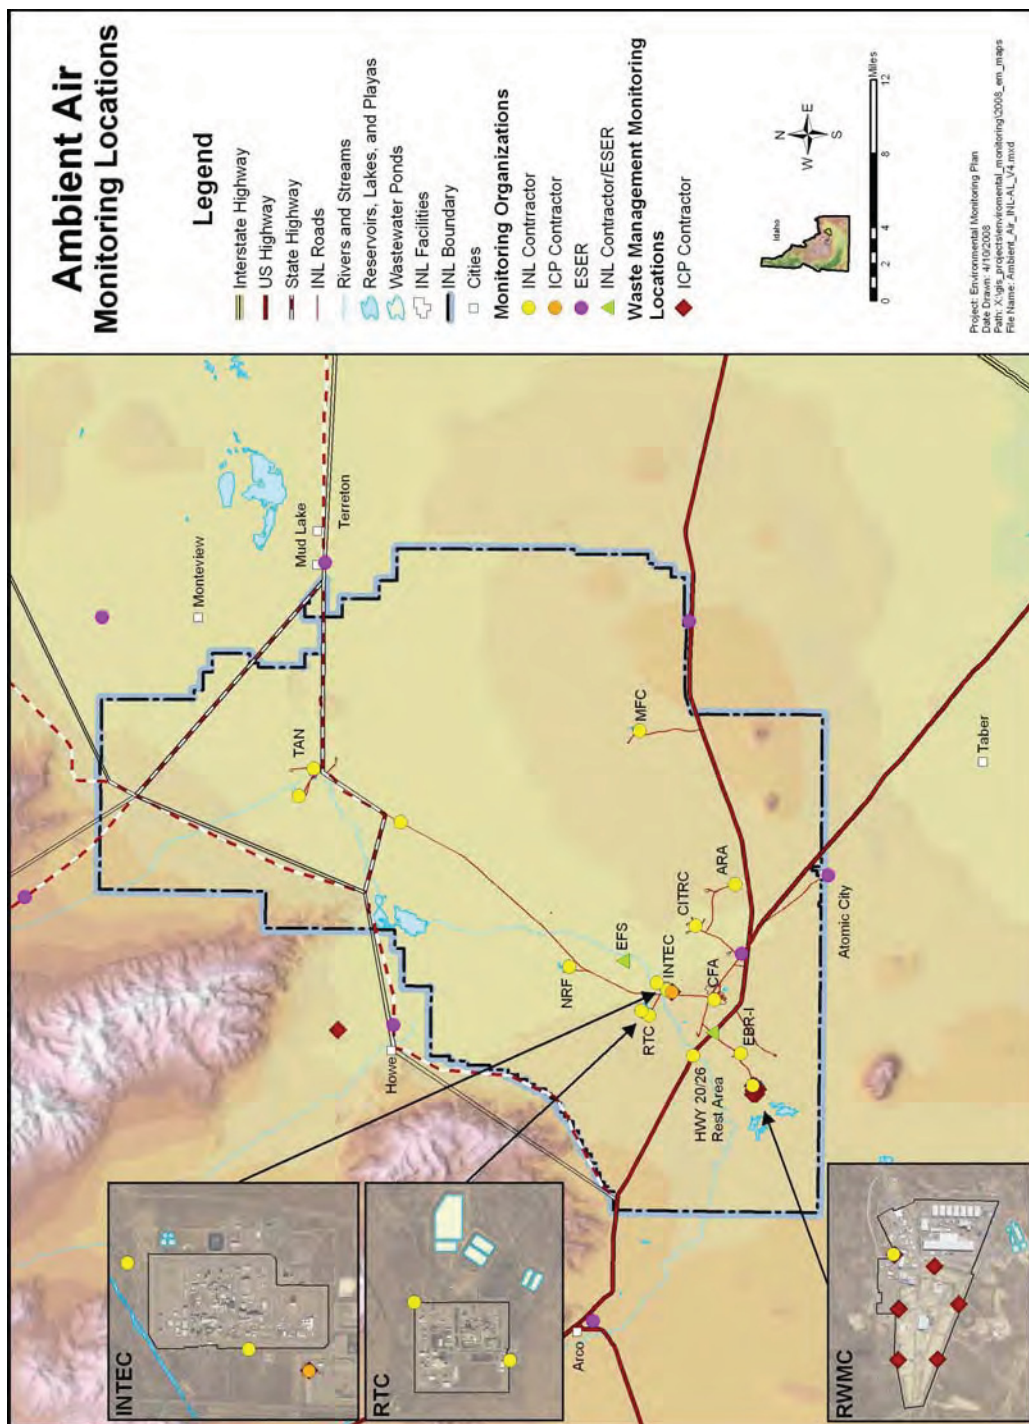 Ambient Air
Monitoring Locations
Legend
Interstate Highway
US Highway
State Highway
INL Roads
Rivers and Streams
Reservoirs, Lakes, and Playas
Wastewater Ponds
INL Facilities
INL Boundary
Cities
Monitoring Organizations
INL Contractor
ICP Contractor
ESER
INL Contractor/ESER
Waste Management Monitoring
Locations
ICP Contractor
Idaho
N
W
E
S
Miles
0
2
4
8
12
Project: Environmental Monitoring Plan
Date Drawn: 4/10/2008
Path: X:\gis_projects\enviromental_monitoring\2008_em_maps
File Name: Ambient_Air_INL-AL_V4.mxd
Monteview
Mud Lake
Terreton
TAN
MFC
Taber
ARA
CITRC
Atomic City
EFS
NRF
INTEC
CFA
RTC
EBR-I
Howe
HWY 20/26
Rest Area
Arco
INTEC
RTC
RWMC